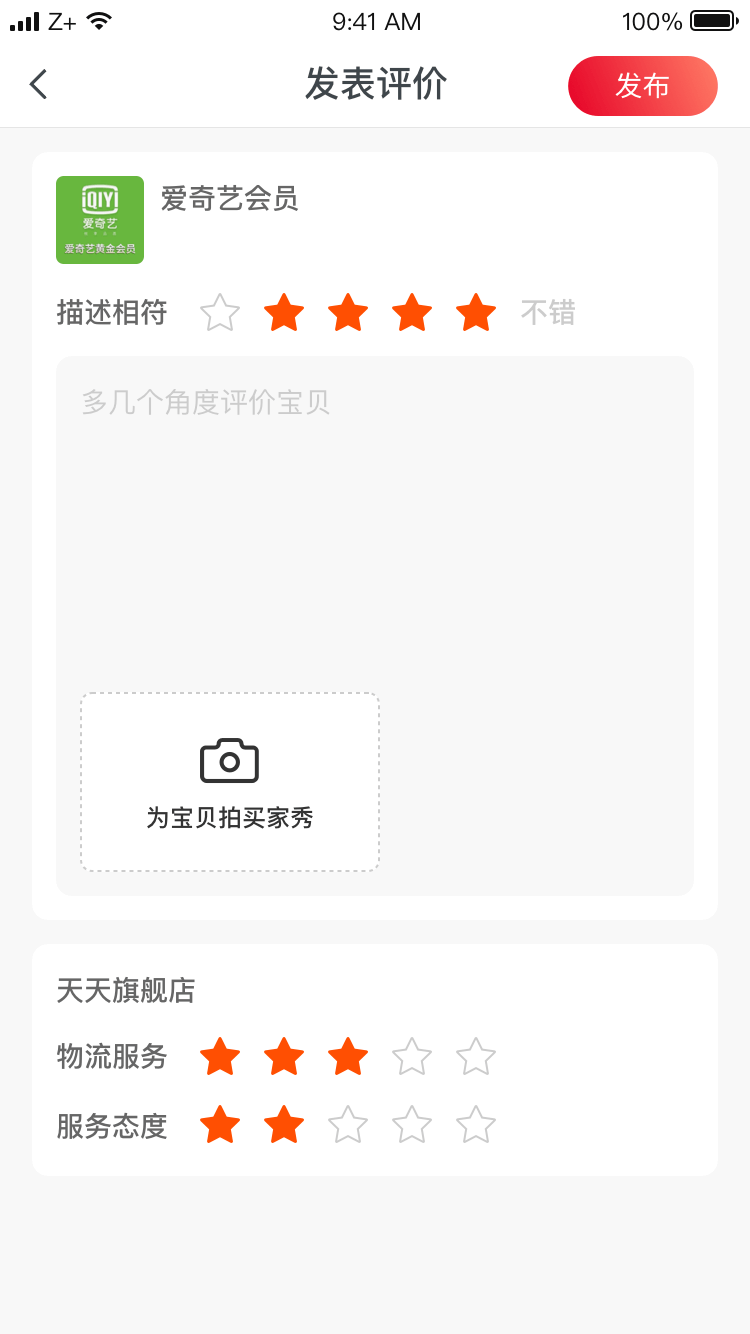 Z+ 9:41 AM 100%
发表评价
发布
iQIYI
爱奇艺
爱奇艺黄金会员
爱奇艺会员
描述相符 不错
多几个角度评价宝贝
为宝贝拍买家秀
天天旗舰店
物流服务
服务态度